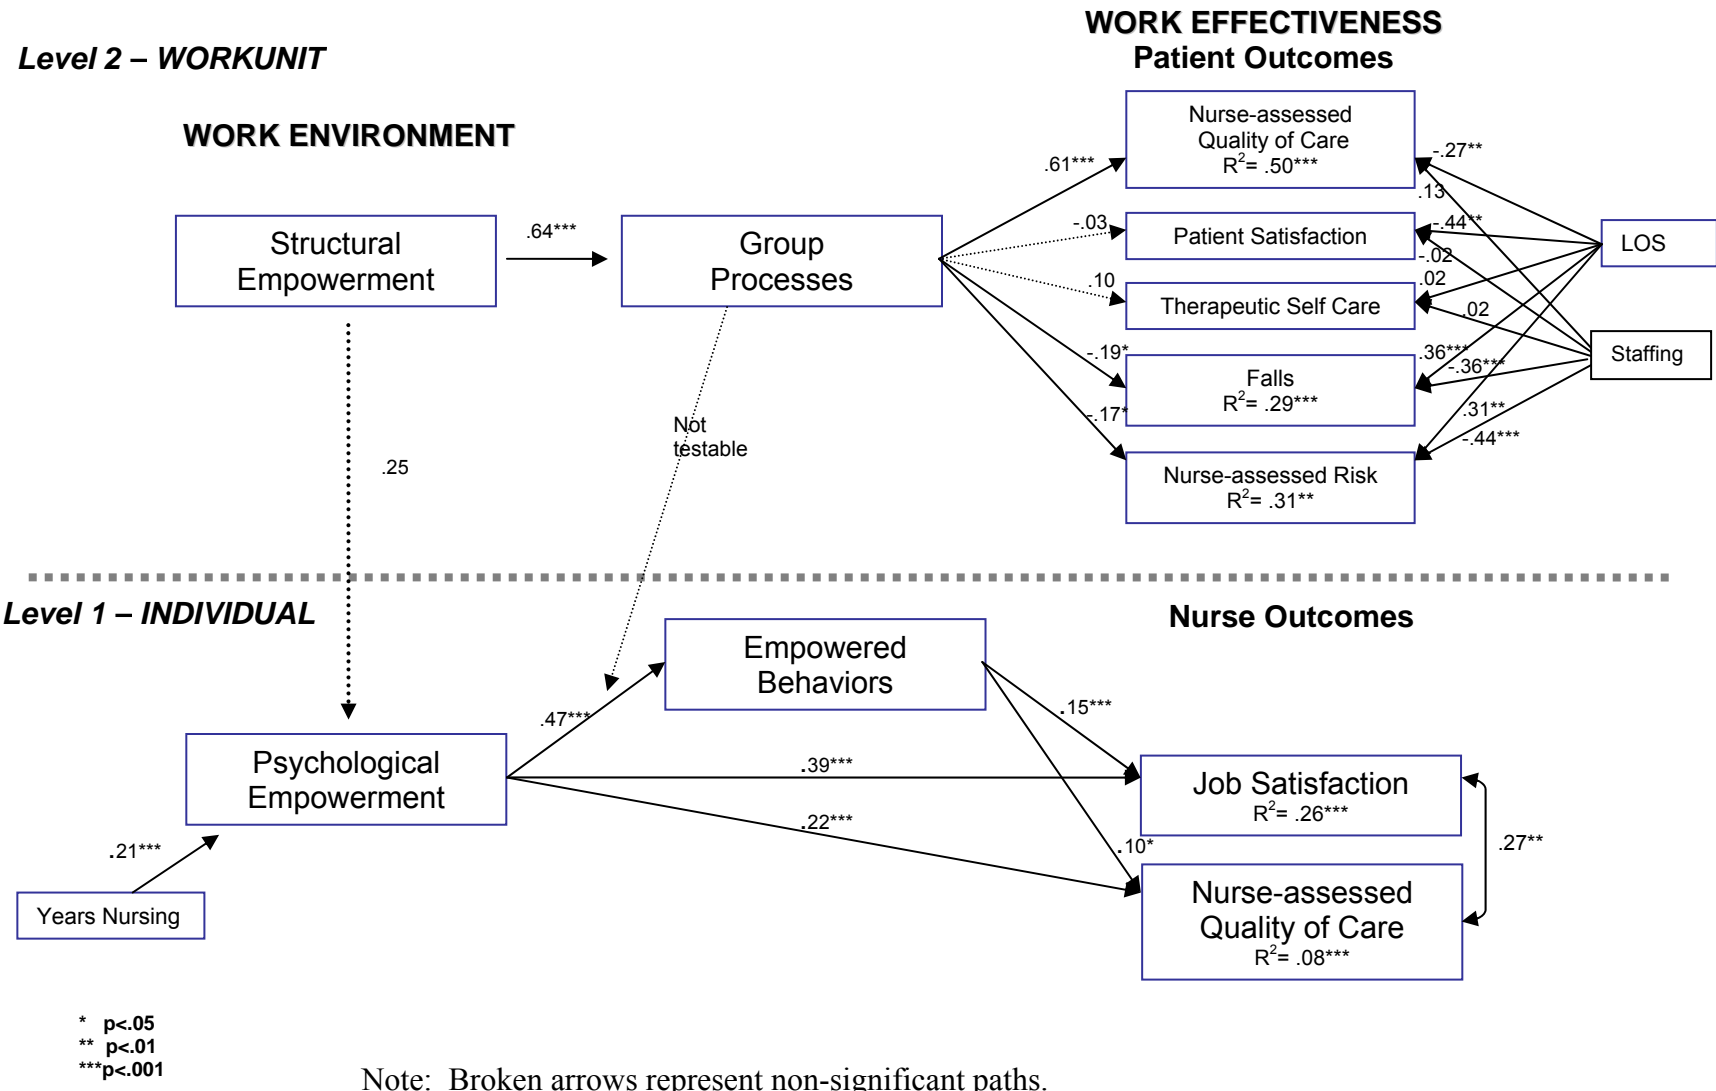 WORK EFFECTIVENESS
Patient Outcomes
Level 2 – WORKUNIT
WORK ENVIRONMENT
Structural
Empowerment
.64***
Group
Processes
.61***
-.03
.10
-.19*
-.17*
Nurse-assessed
Quality of Care
R²= .50***
Patient Satisfaction
Therapeutic Self Care
Falls
R²= .29***
Nurse-assessed Risk
R²= .31**
-.27**
.13
-.44**
-.02
.02
.02
.36***
-.36***
.31**
-.44***
LOS
Staffing
.25
Not
testable
Level 1 – INDIVIDUAL
Nurse Outcomes
Empowered
Behaviors
.47***
.15***
Psychological
Empowerment
.39***
.22***
.10*
Job Satisfaction
R²= .26***
.27**
Nurse-assessed
Quality of Care
R²= .08***
.21***
Years Nursing
* p<.05
** p<.01
***p<.001
Note: Broken arrows represent non-significant paths.